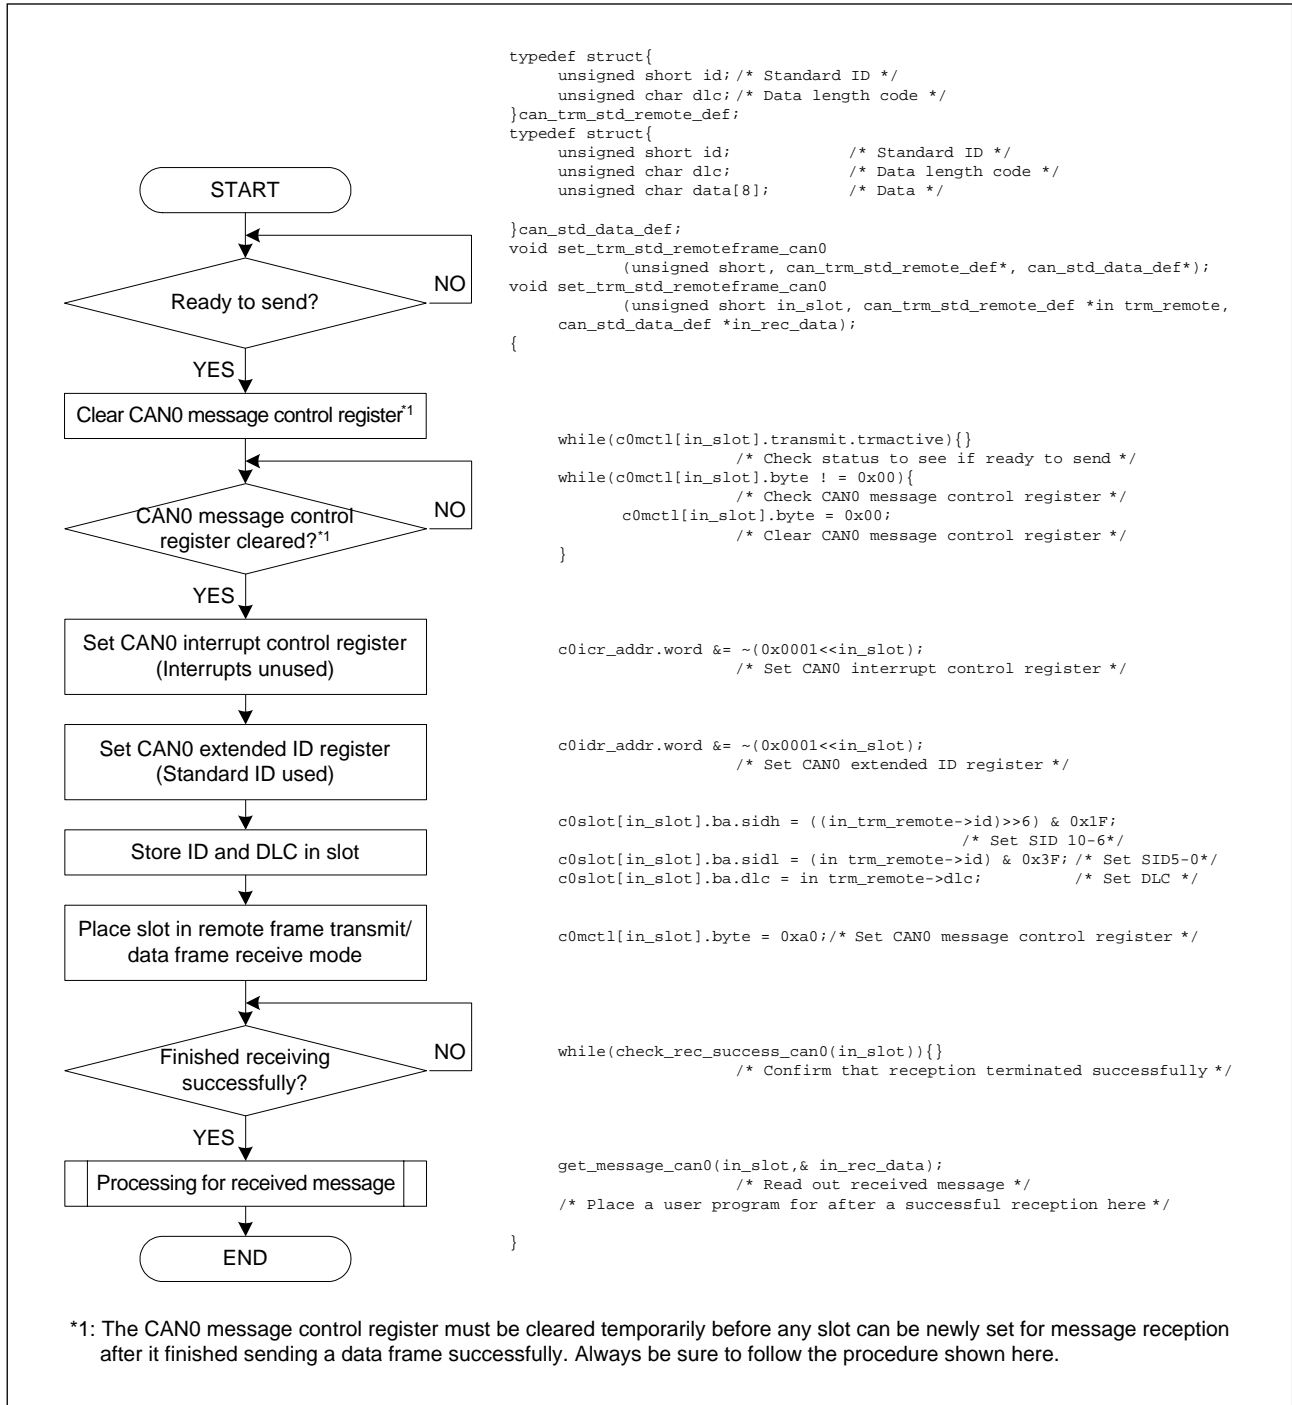 START
Ready to send?
NO
YES
Clear CAN0 message control register*1
CAN0 message control
register cleared?*1
NO
YES
Set CAN0 interrupt control register
(Interrupts unused)
Set CAN0 extended ID register
(Standard ID used)
Store ID and DLC in slot
Place slot in remote frame transmit/
data frame receive mode
Finished receiving
successfully?
NO
YES
Processing for received message
END
typedef struct{
unsigned short id; /* Standard ID */
unsigned char dlc; /* Data length code */
}can_trm_std_remote_def;
typedef struct{
unsigned short id; /* Standard ID */
unsigned char dlc; /* Data length code */
unsigned char data[8]; /* Data */
}can_std_data_def;
void set_trm_std_remoteframe_can0
(unsigned short, can_trm_std_remote_def*, can_std_data_def*);
void set_trm_std_remoteframe_can0
(unsigned short in_slot, can_trm_std_remote_def *in trm_remote,
can_std_data_def *in_rec_data);
{
while(c0mctl[in_slot].transmit.trmactive){}
/* Check status to see if ready to send */
while(c0mctl[in_slot].byte ! = 0x00){
/* Check CAN0 message control register */
c0mctl[in_slot].byte = 0x00;
/* Clear CAN0 message control register */
}
c0icr_addr.word &= ~(0x0001<<in_slot);
/* Set CAN0 interrupt control register */
c0idr_addr.word &= ~(0x0001<<in_slot);
/* Set CAN0 extended ID register */
c0slot[in_slot].ba.sidh = ((in_trm_remote->id)>>6) & 0x1F;
/* Set SID 10-6*/
c0slot[in_slot].ba.sidl = (in trm_remote->id) & 0x3F; /* Set SID5-0*/
c0slot[in_slot].ba.dlc = in trm_remote->dlc; /* Set DLC */
c0mctl[in_slot].byte = 0xa0;/* Set CAN0 message control register */
while(check_rec_success_can0(in_slot)){}
/* Confirm that reception terminated successfully */
get_message_can0(in_slot,& in_rec_data);
/* Read out received message */
/* Place a user program for after a successful reception here */
}
*1: The CAN0 message control register must be cleared temporarily before any slot can be newly set for message reception
after it finished sending a data frame successfully. Always be sure to follow the procedure shown here.